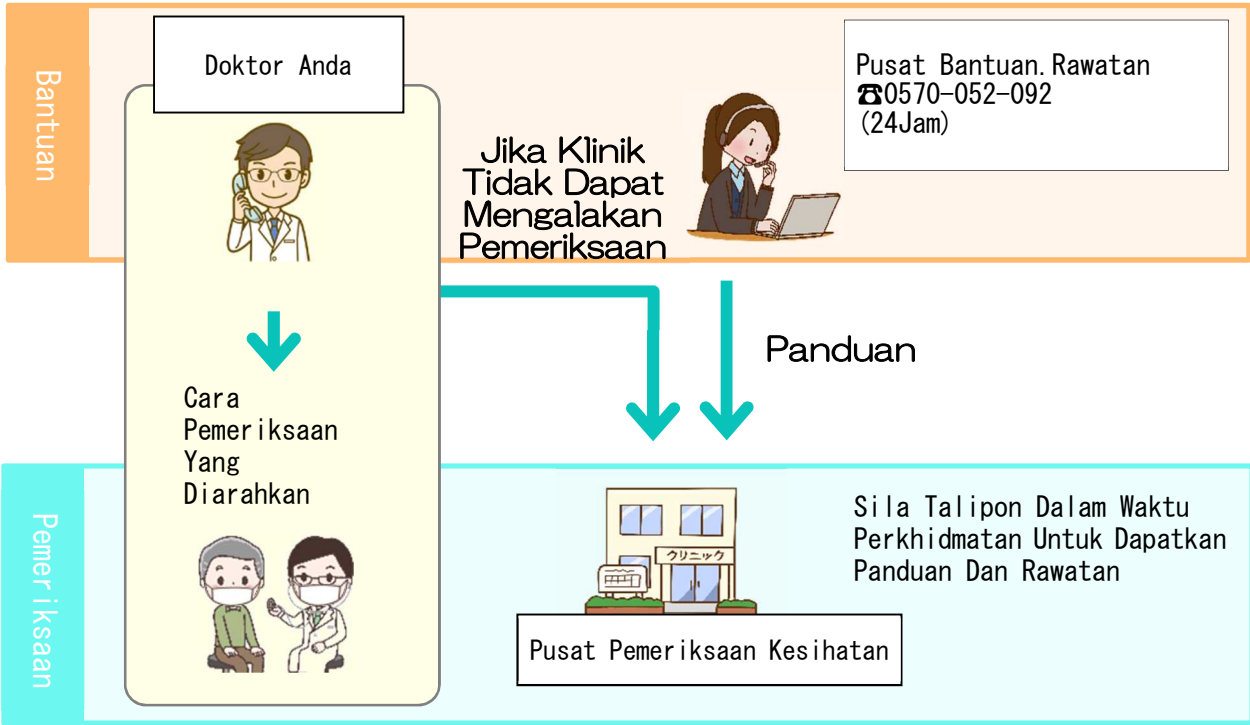 Bantuan
Doktor Anda
Jika Klinik
Tidak Dapat
Mengalakan
Pemeriksaan
Pusat Bantuan.Rawatan
☎0570-052-092
(24Jam)
Panduan
Cara
Pemeriksaan
Yang
Diarahkan
Pemeriksaan
クリニック
Pusat Pemeriksaan Kesihatan
Sila Talipon Dalam Waktu
Perkhidmatan Untuk Dapatkan
Panduan Dan Rawatan